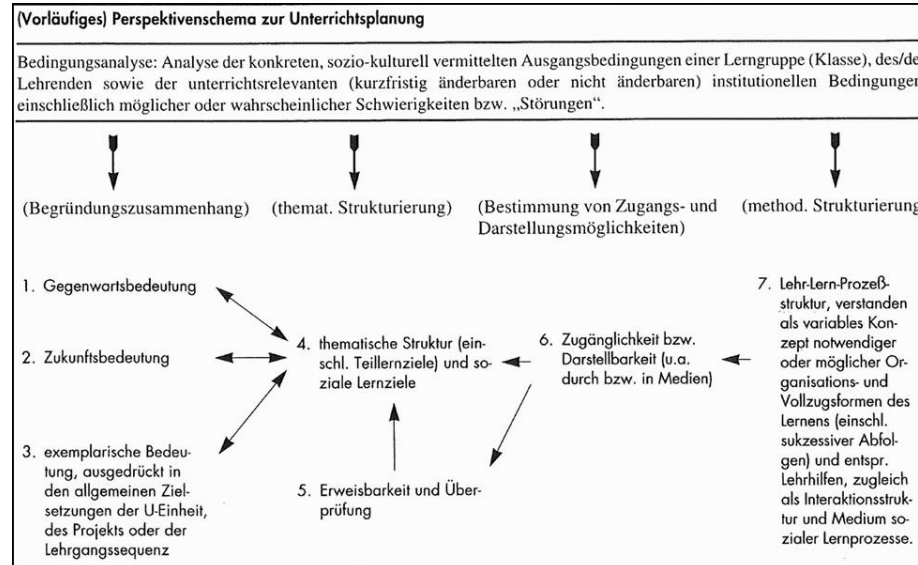 (Vorläufiges) Perspektivenschema zur Unterrichtsplanung
Bedingungsanalyse: Analyse der konkreten, sozio-kulturell vermittelten Ausgangsbedingungen einer Lerngruppe (Klasse), des/de
Lehrenden sowie der unterrichtsrelevanten (kurzfristig änderbaren oder nicht änderbaren) institutionellen Bedingungen
einschließlich möglicher oder wahrscheinlicher Schwierigkeiten bzw. „Störungen“.
(Begründungszusammenhang)
(themat. Strukturierung)
(Bestimmung von Zugangs- und
Darstellungsmöglichkeiten)
(method. Strukturierung
1. Gegenwartsbedeutung
2. Zukunftsbedeutung
3. exemplarische Bedeu-
tung, ausgedrückt in
den allgemeinen Ziel-
setzungen der U-Einheit,
des Projekts oder der
Lehrgangssequenz
4. thematische Struktur (ein-
schl. Teillernziele) und so-
ziale Lernziele
5. Erweisbarkeit und Über-
prüfung
6. Zugänglichkeit bzw.
Darstellbarkeit (u.a.
durch bzw. in Medien)
7. Lehr-Lern-Prozeß-
struktur, verstanden
als variables Kon-
zept notwendiger
oder möglicher Or-
ganisations- und
Vollzugsformen des
Lernens (einschl.
sukzessiver Abfol-
gen) und entspr.
Lehrhilfen, zugleich
als Interaktionsstruk-
tur und Medium so-
zialer Lernprozesse.